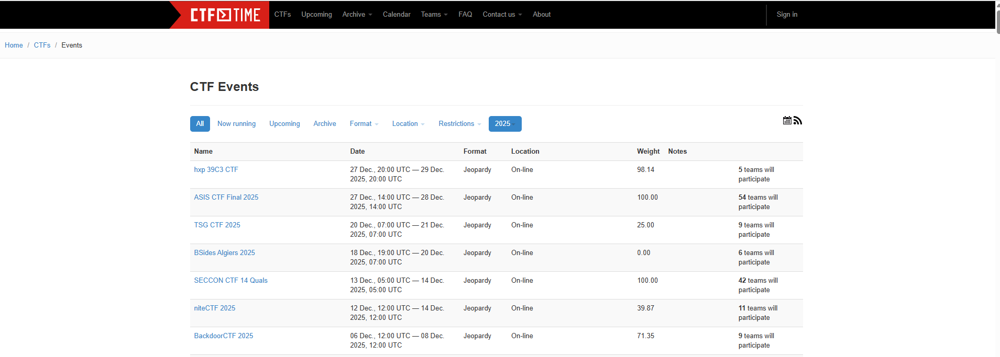 CTF TIME CTFs Upcoming Archive Calendar Teams FAQ Contact us About Sign in
Home / CTFs / Events
CTF Events
All Now running Upcoming Archive Format Location Restrictions 2025
Name Date Format Location Weight Notes
hxp 39C3 CTF 27 Dec., 20:00 UTC — 29 Dec. Jeopardy On-line 98.14 5 teams will
2025, 20:00 UTC participate
ASIS CTF Final 2025 27 Dec., 14:00 UTC — 28 Dec. Jeopardy On-line 100.00 54 teams will
2025, 14:00 UTC participate
TSG CTF 2025 20 Dec., 07:00 UTC — 21 Dec. Jeopardy On-line 25.00 9 teams will
2025, 07:00 UTC participate
BSides Algiers 2025 18 Dec., 19:00 UTC — 20 Dec. Jeopardy On-line 0.00 6 teams will
2025, 07:00 UTC participate
SECCON CTF 14 Quals 13 Dec., 05:00 UTC — 14 Dec. Jeopardy On-line 100.00 42 teams will
2025, 05:00 UTC participate
niteCTF 2025 12 Dec., 12:00 UTC — 14 Dec. Jeopardy On-line 39.87 11 teams will
2025, 12:00 UTC participate
BackdoorCTF 2025 06 Dec., 12:00 UTC — 08 Dec. Jeopardy On-line 71.35 9 teams will
2025, 12:00 UTC participate